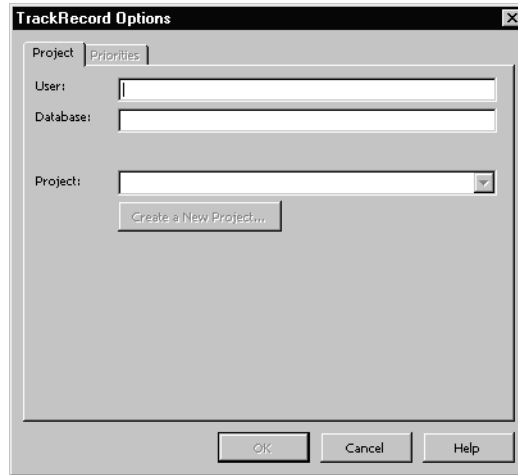 TrackRecord Options
Project Priorities
User:
Database:
Project:
Create a New Project...
OK Cancel Help